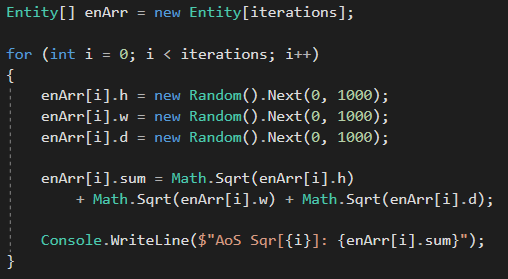 Entity[] enArr = new Entity[iterations];
for (int i = 0; i < iterations; i++)
{
enArr[i].h = new Random().Next(0, 1000);
enArr[i].w = new Random().Next(0, 1000);
enArr[i].d = new Random().Next(0, 1000);
enArr[i].sum = Math.Sqrt(enArr[i].h)
+ Math.Sqrt(enArr[i].w) + Math.Sqrt(enArr[i].d);
Console.WriteLine($"AoS Sqr[{i}]: {enArr[i].sum}");
}